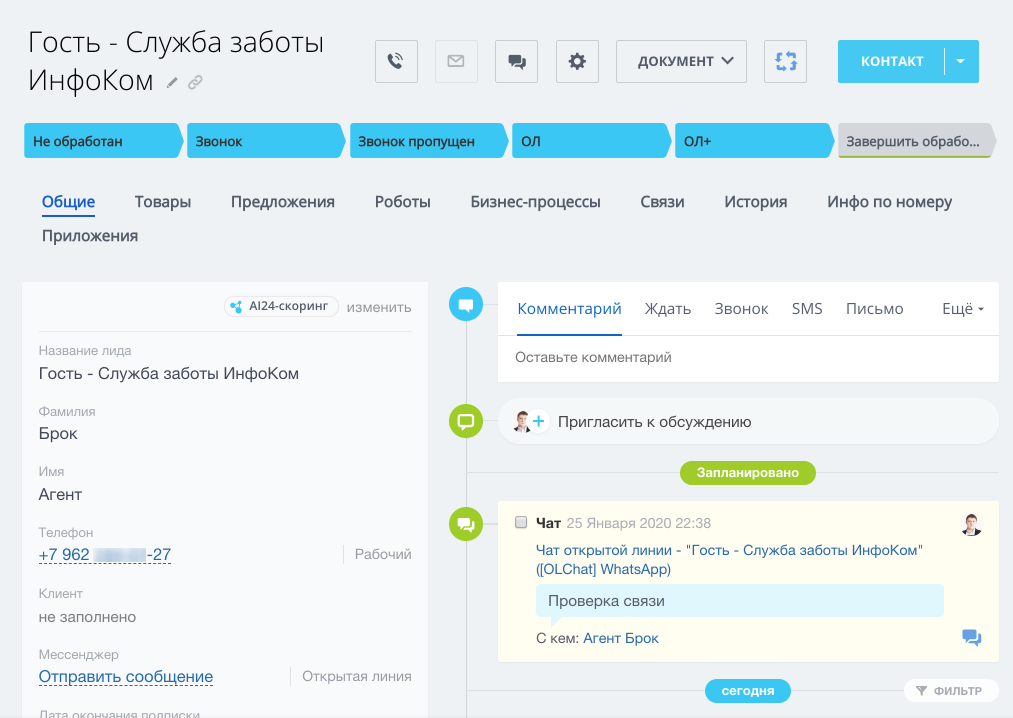 Гость - Служба заботы
ИнфоКом
ДОКУМЕНТ
КОНТАКТ
Не обработан
Звонок
Звонок пропущен
ОЛ
ОЛ+
Завершить обрабо...
Общие
Товары
Предложения
Роботы
Бизнес-процессы
Связи
История
Инфо по номеру
Приложения
AI24-скоринг
изменить
Название лида
Гость - Служба заботы ИнфоКом
Фамилия
Брок
Имя
Агент
Телефон
+7 962 -27
Рабочий
Клиент
не заполнено
Мессенджер
Отправить сообщение
Открытая линия
Дата окончания подписки
Комментарий
Ждать
Звонок
SMS
Письмо
Ещё
Оставьте комментарий
Пригласить к обсуждению
Запланировано
Чат 25 Января 2020 22:38
Чат открытой линии - "Гость - Служба заботы ИнфоКом"
([OLChat] WhatsApp)
Проверка связи
С кем: Агент Брок
сегодня
ФИЛЬТР